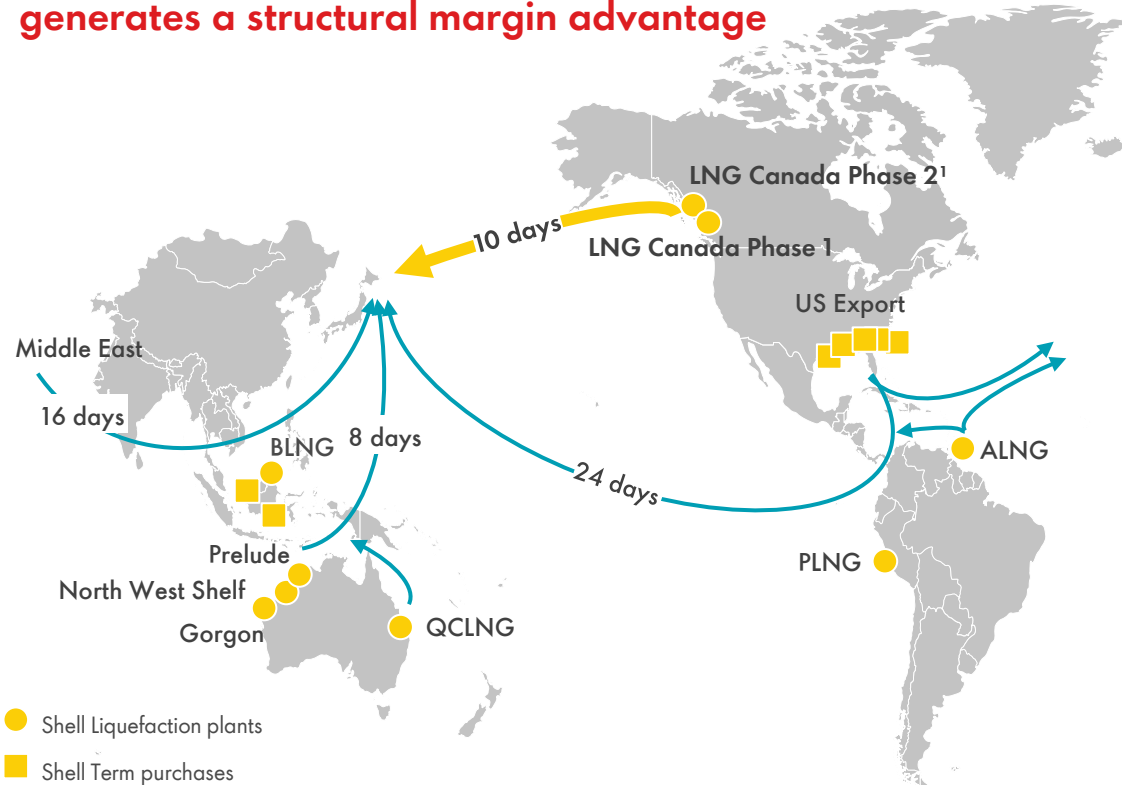 generates a structural margin advantage
LNG Canada Phase 2¹
10 days
LNG Canada Phase 1
US Export
Middle East
16 days
8 days
BLNG
ALNG
24 days
Prelude
PLNG
North West Shelf
Gorgon
QCLNG
Shell Liquefaction plants
Shell Term purchases